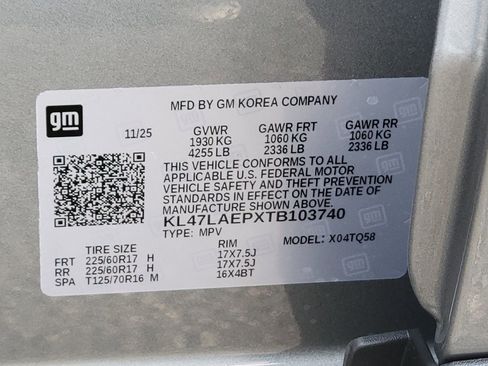 gm
MFD BY GM KOREA COMPANY
11/25 GVWR GAWR FRT GAWR RR
1930 KG 1060 KG 1060 KG
4255 LB 2336 LB 2336 LB
THIS VEHICLE CONFORMS TO ALL
APPLICABLE U.S. FEDERAL MOTOR
VEHICLE SAFETY AND THEFT PREVENTION
STANDARDS IN EFFECT ON THE DATE OF
MANUFACTURE SHOWN ABOVE.
KL47LAEPXTB103740
TYPE: MPV MODEL: X04TQ58
TIRE SIZE RIM
FRT 225/60R17 H 17X7.5J
RR 225/60R17 H 17X7.5J
SPA T125/70R16 M 16X4BT